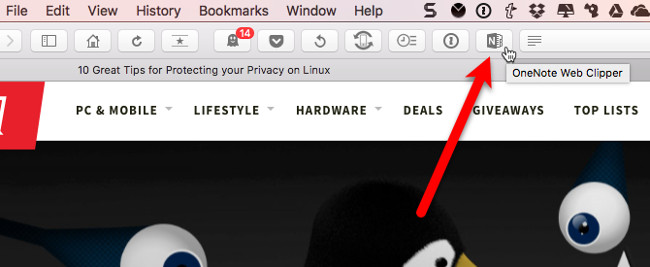 File Edit View History Bookmarks Window Help
14
10 Great Tips for Protecting your Privacy on Linux
OneNote Web Clipper
PC & MOBILE LIFESTYLE HARDWARE DEALS GIVEAWAYS TOP LISTS